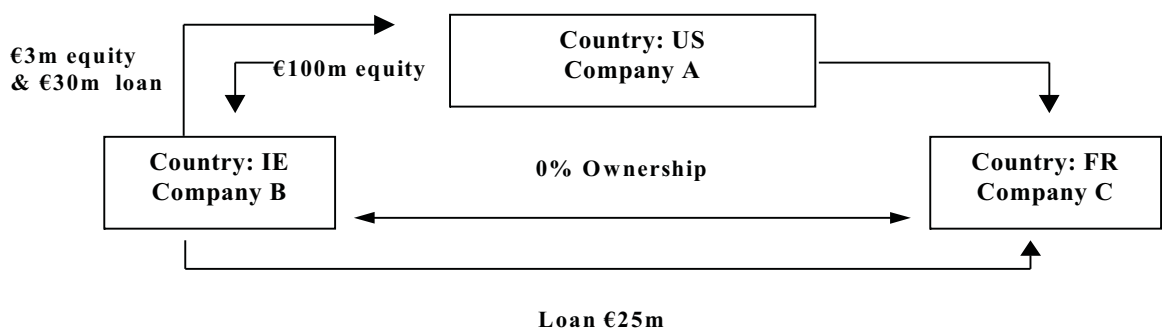 Country: US
Company A
€3m equity
& €30m loan
€100m equity
Country: IE
Company B
0% Ownership
Country: FR
Company C
Loan €25m